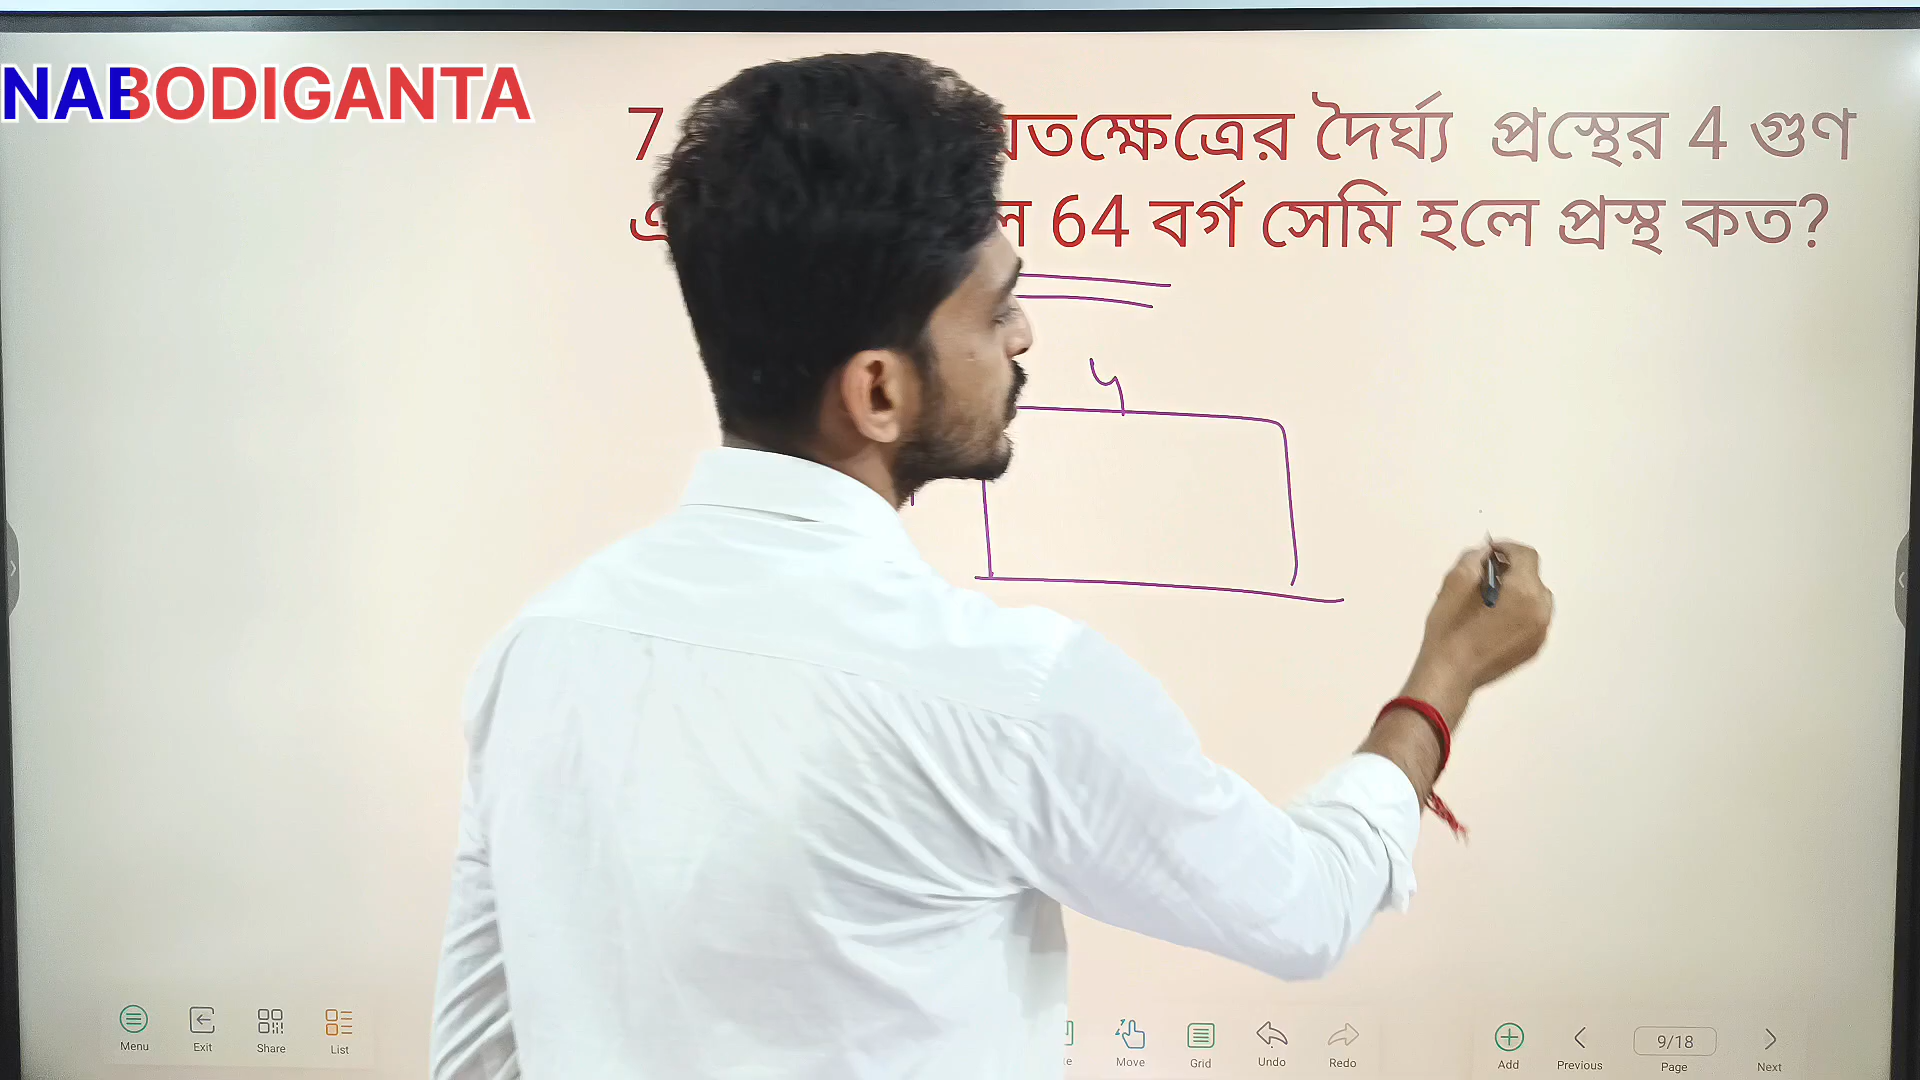 NABODIGANTA
7 দৈর্ঘ্য প্রস্থের 4 গুণ
64 বর্গ সেমি হলে প্রস্থ কত?
4
Menu Exit Share List Move Grid Undo Redo Add Previous 9/18 Page Next